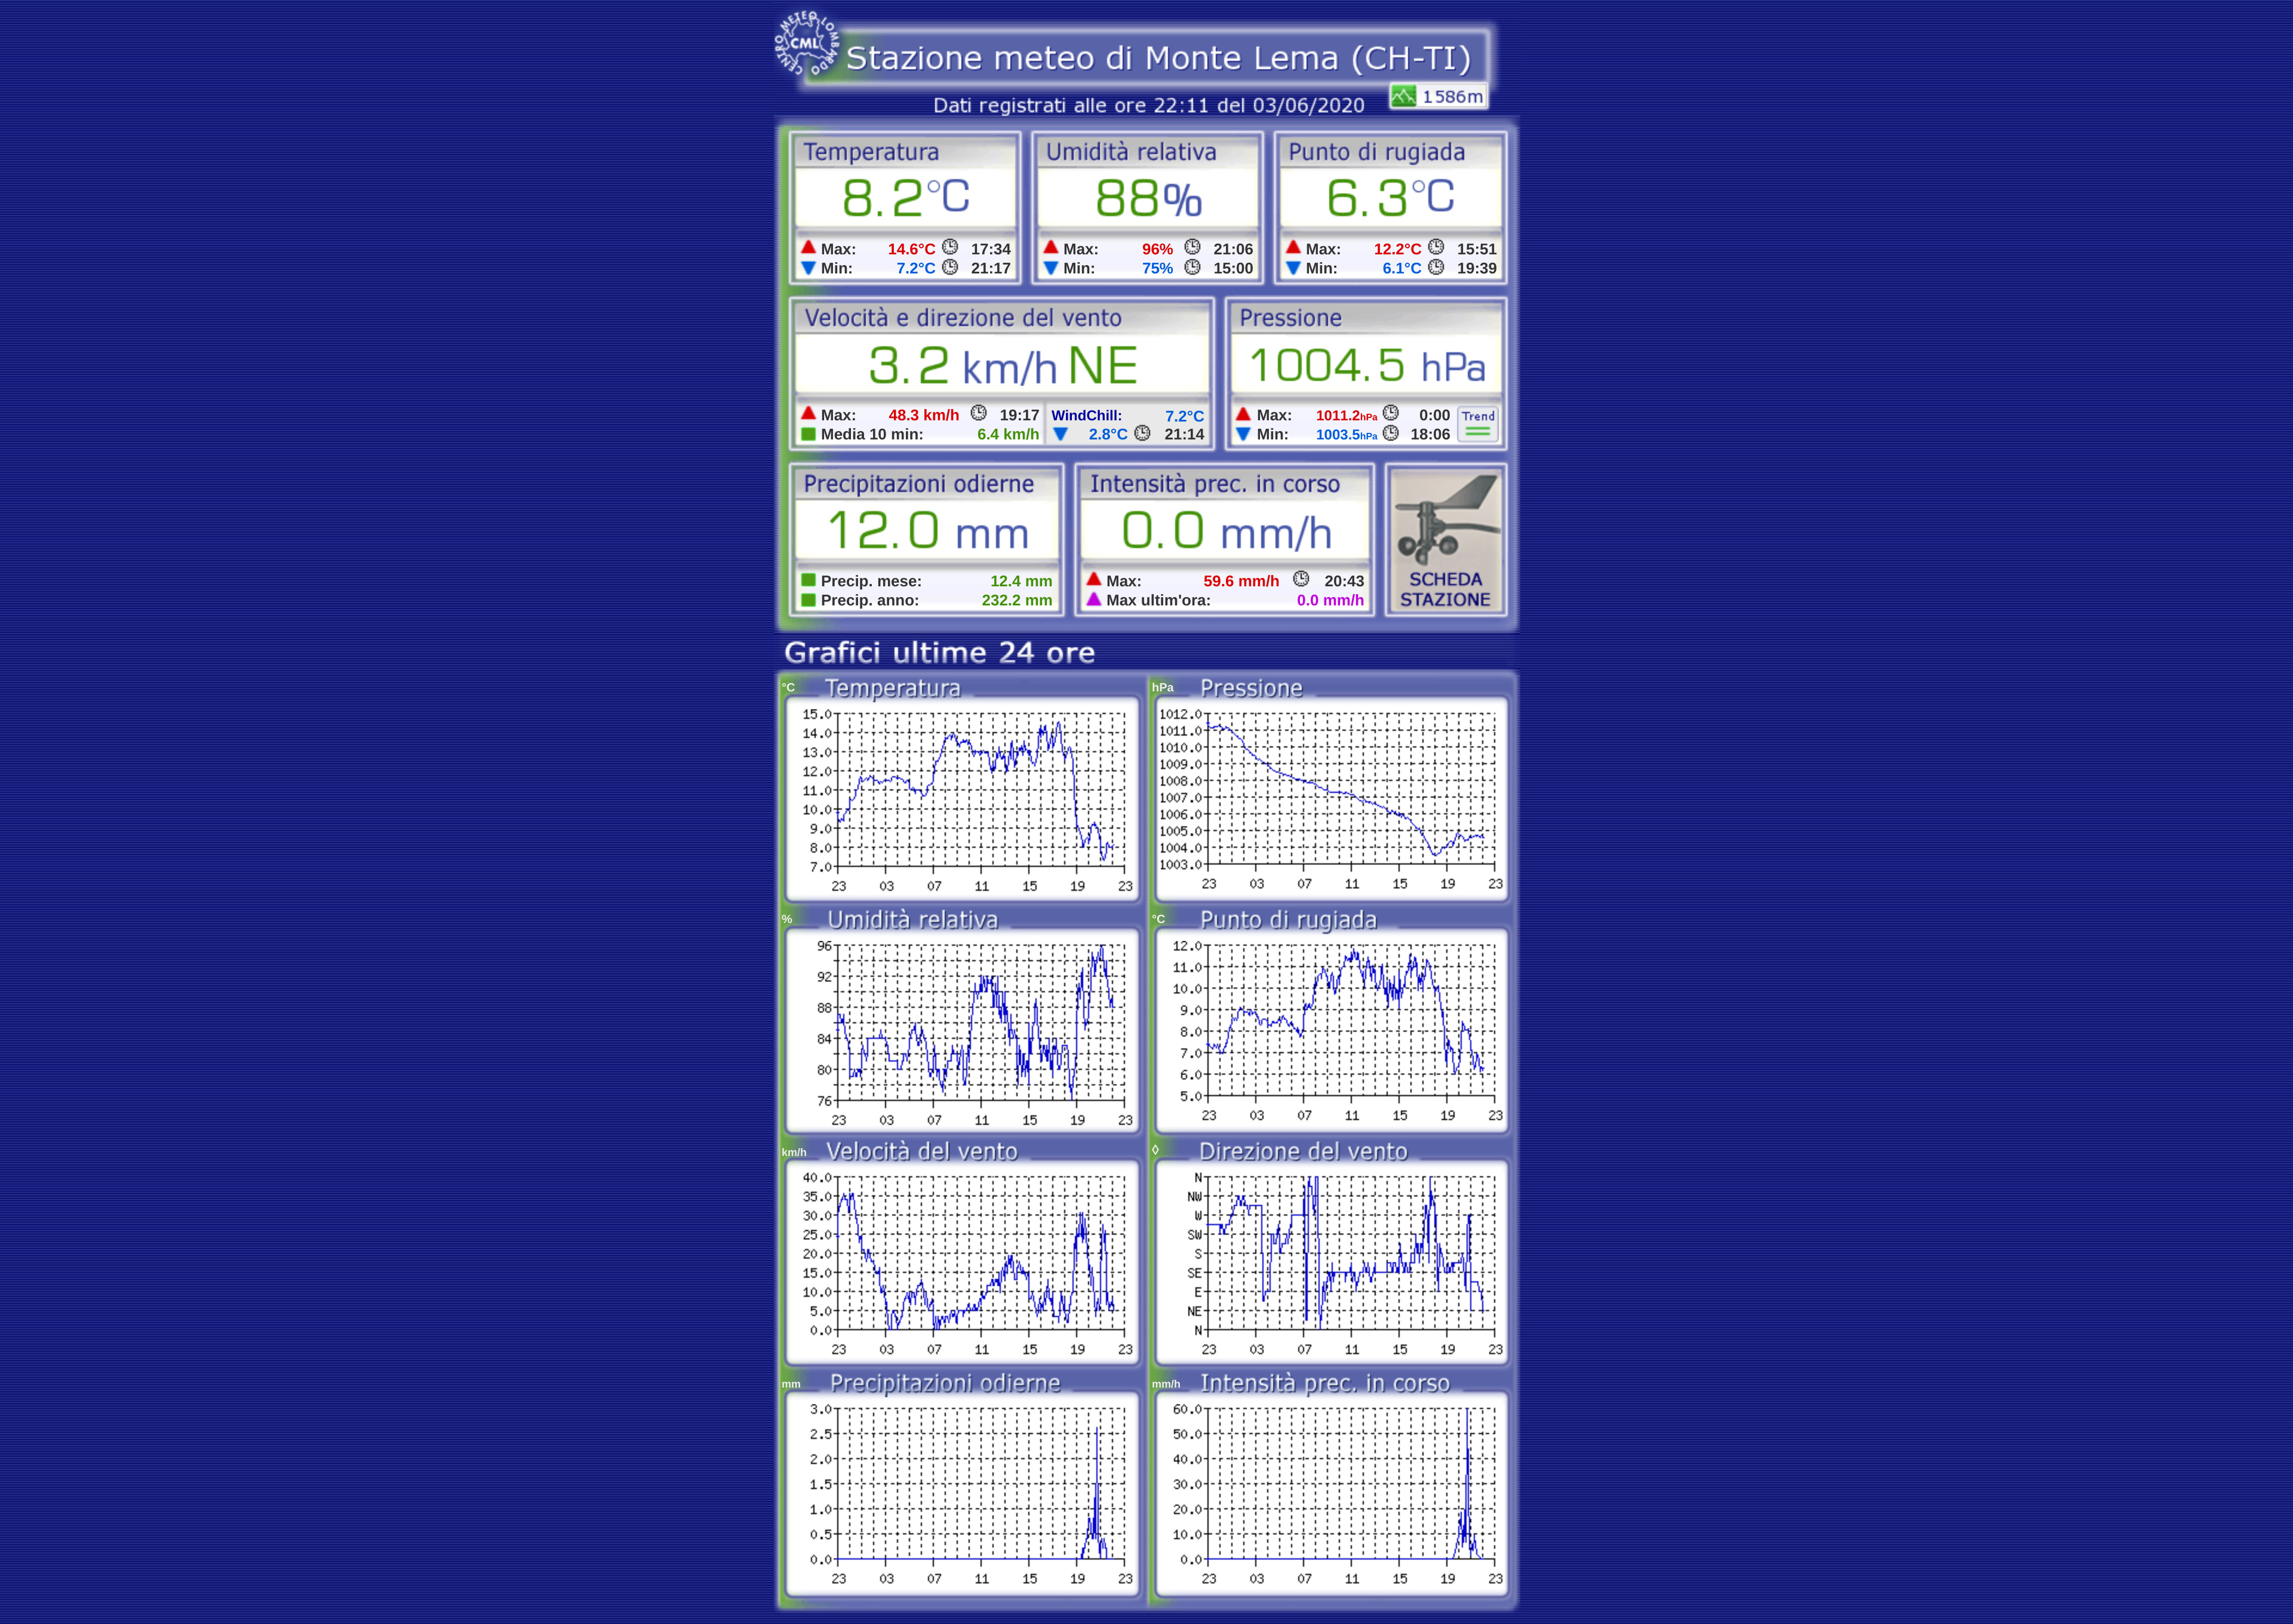 CENTRO METEO LOMBARDO
CML
Stazione meteo di Monte Lema (CH-TI)
Dati registrati alle ore 22:11 del 03/06/2020
1586m
Temperatura
8.2°C
Max: 14.6°C 17:34
Min: 7.2°C 21:17
Umidità relativa
88%
Max: 96% 21:06
Min: 75% 15:00
Punto di rugiada
6.3°C
Max: 12.2°C 15:51
Min: 6.1°C 19:39
Velocità e direzione del vento
3.2 km/h NE
Max: 48.3 km/h 19:17
Media 10 min: 6.4 km/h
WindChill: 7.2°C
2.8°C 21:14
Pressione
1004.5 hPa
Max: 1011.2hPa 0:00
Min: 1003.5hPa 18:06
Trend
Precipitazioni odierne
12.0 mm
Precip. mese: 12.4 mm
Precip. anno: 232.2 mm
Intensità prec. in corso
0.0 mm/h
Max: 59.6 mm/h 20:43
Max ultim'ora: 0.0 mm/h
SCHEDA
STAZIONE
Grafici ultime 24 ore
°C Temperatura
15.0
14.0
13.0
12.0
11.0
10.0
9.0
8.0
7.0
23 03 07 11 15 19 23
hPa Pressione
1012.0
1011.0
1010.0
1009.0
1008.0
1007.0
1006.0
1005.0
1004.0
1003.0
23 03 07 11 15 19 23
% Umidità relativa
96
92
88
84
80
76
23 03 07 11 15 19 23
°C Punto di rugiada
12.0
11.0
10.0
9.0
8.0
7.0
6.0
5.0
23 03 07 11 15 19 23
km/h Velocità del vento
40.0
35.0
30.0
25.0
20.0
15.0
10.0
5.0
0.0
23 03 07 11 15 19 23
◊ Direzione del vento
N
NW
W
SW
S
SE
E
NE
N
23 03 07 11 15 19 23
mm Precipitazioni odierne
3.0
2.5
2.0
1.5
1.0
0.5
0.0
23 03 07 11 15 19 23
mm/h Intensità prec. in corso
60.0
50.0
40.0
30.0
20.0
10.0
0.0
23 03 07 11 15 19 23